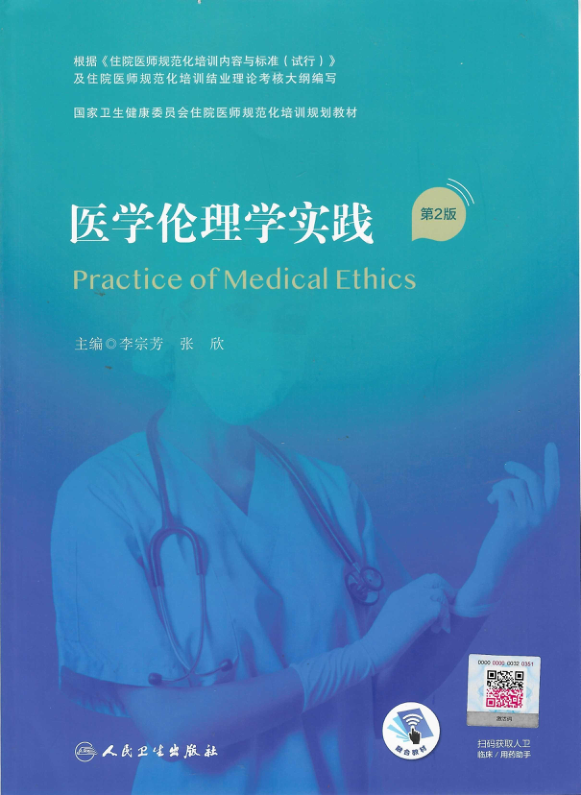 根据《住院医师规范化培训内容与标准（试行）》
及住院医师规范化培训结业理论考核大纲编写
国家卫生健康委员会住院医师规范化培训规划教材
医学伦理学实践
第2版
Practice of Medical Ethics
主编◎李宗芳 张 欣
0000 0000 0032 0351
融合教材
人民卫生出版社
扫码获取人卫
临床/用药助手